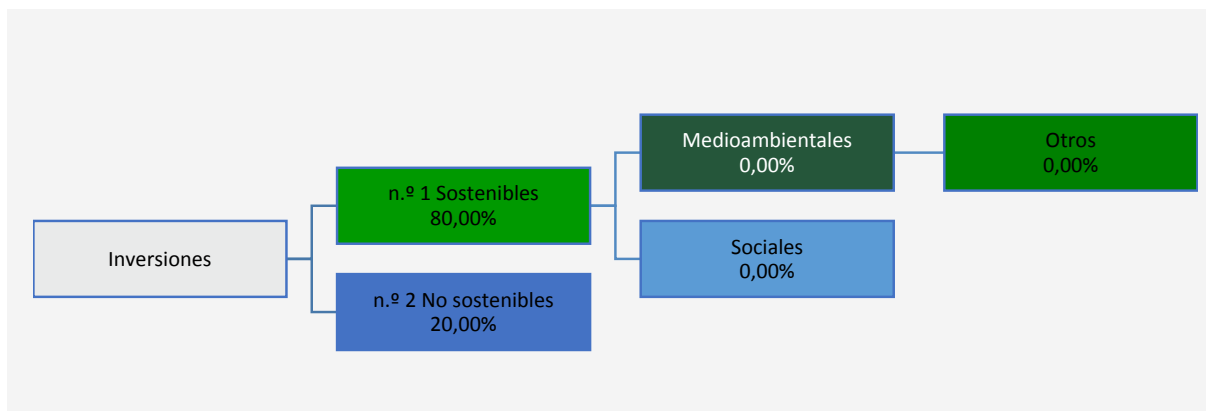 Inversiones
n.º 1 Sostenibles
80,00%
n.º 2 No sostenibles
20,00%
Medioambientales
0,00%
Sociales
0,00%
Otros
0,00%